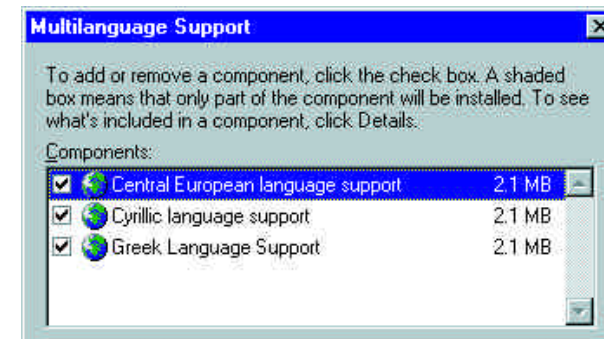 Multilanguage Support
To add or remove a component, click the check box. A shaded
box means that only part of the component will be installed. To see
what's included in a component, click Details.
Components:
Central European language support 2.1 MB
Cyrillic language support 2.1 MB
Greek Language Support 2.1 MB